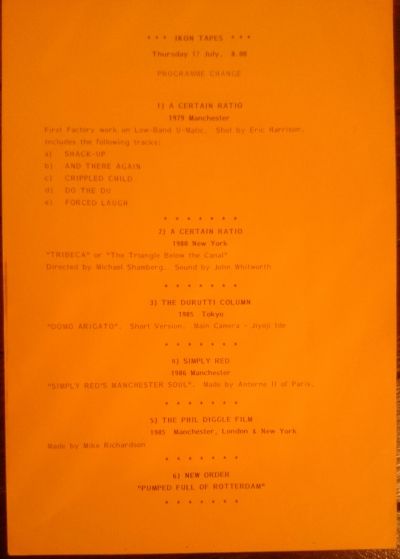 * * * IKON TAPES * * *
Thursday 17 July. 8.00
PROGRAMME CHANGE
1) A CERTAIN RATIO
1979 Manchester
First Factory work on Low-Band U-Matic. Shot by Eric Harrison.
Includes the following tracks:
a) SHACK-UP
b) AND THERE AGAIN
c) CRIPPLED CHILD
d) DO THE DU
e) FORCED LAUGH
* * * * * * *
2) A CERTAIN RATIO
1980 New York
"TRIBECA" or "The Triangle Below the Canal"
Directed by Michael Shamberg. Sound by John Whitworth
* * * * * * *
3) THE DURUTTI COLUMN
1985 Tokyo
"DOMO ARIGATO". Short Version. Main Camera - Jiyoji Ide
* * * * * * *
4) SIMPLY RED
1986 Manchester
"SIMPLY RED'S MANCHESTER SOUL". Made by Antenne II of Paris.
* * * * * * *
5) THE PHIL DIGGLE FILM
1985 Manchester, London & New York
Made by Mike Richardson
* * * * * * *
6) NEW ORDER
"PUMPED FULL OF ROTTERDAM"
* * * * * * *